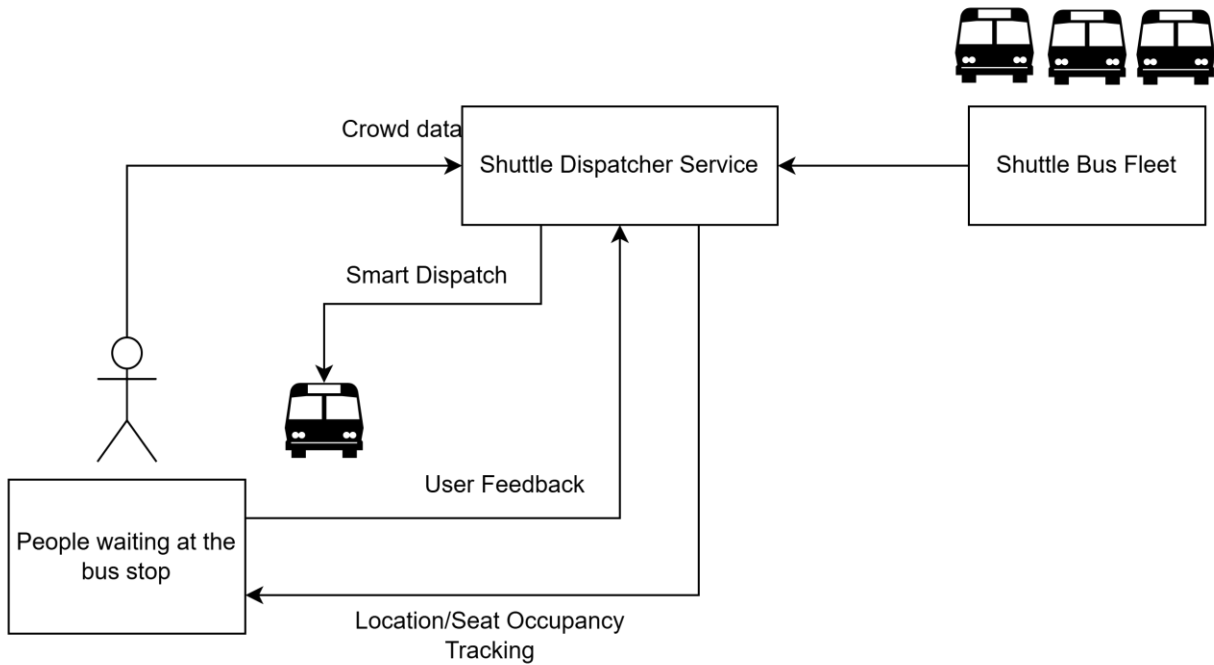 Crowd data
Shuttle Dispatcher Service
Shuttle Bus Fleet
Smart Dispatch
User Feedback
People waiting at the
bus stop
Location/Seat Occupancy
Tracking